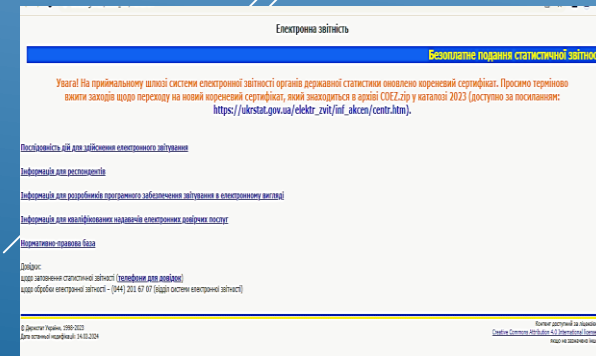 Електронна звітність
Безоплатне подання статистичної звітнос
Увага! На приймальному шлюзі системи електронної звітності органів державної статистики оновлено кореневий сертифікат. Просимо терміново
вжити заходів щодо переходу на новий кореневий сертифікат, який знаходиться в архіві COEZ.zip у каталозі 2023 (доступно за посиланням:
https://ukrstat.gov.ua/elektr_zvit/inf_akcen/centr.htm).
Послідовність дій для здійснення електронного звітування
Інформація для респондентів
Інформація для розробників програмного забезпечення звітування в електронному вигляді
Інформація для кваліфікованих надавачів електронних довірчих послуг
Нормативно-правова база
Довідки:
щодо заповнення статистичної звітності (телефони для довідок)
щодо обробки електронної звітності – (044) 201 67 07 (відділ системи електронної звітності)
© Держстат України, 1998-2023
Дата останньої модифікації: 14.03.2024
Контент доступний за ліцензією
Creative Commons Attribution 4.0 International license
якщо не зазначено інш